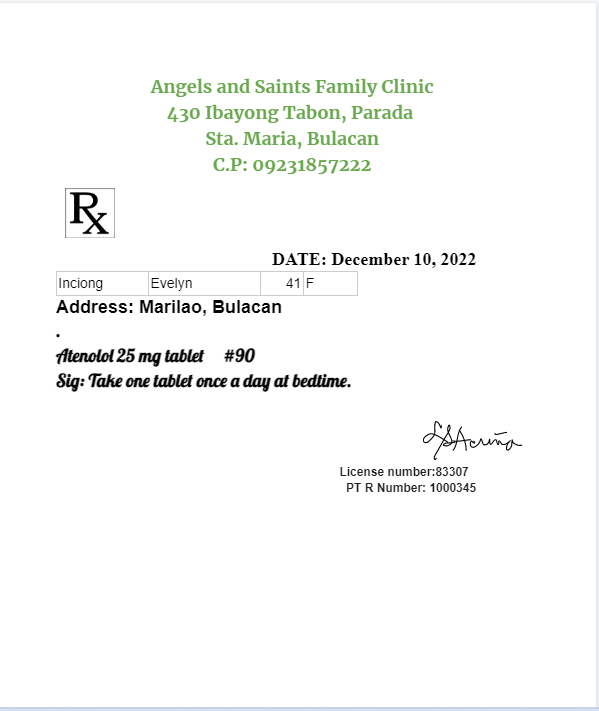 Angels and Saints Family Clinic
430 Ibayong Tabon, Parada
Sta. Maria, Bulacan
C.P: 09231857222
Rx
DATE: December 10, 2022
Inciong Evelyn 41 F
Address: Marilao, Bulacan
.
Atenolol 25 mg tablet #90
Sig: Take one tablet once a day at bedtime.
LSAcuña
License number:83307
PT R Number: 1000345